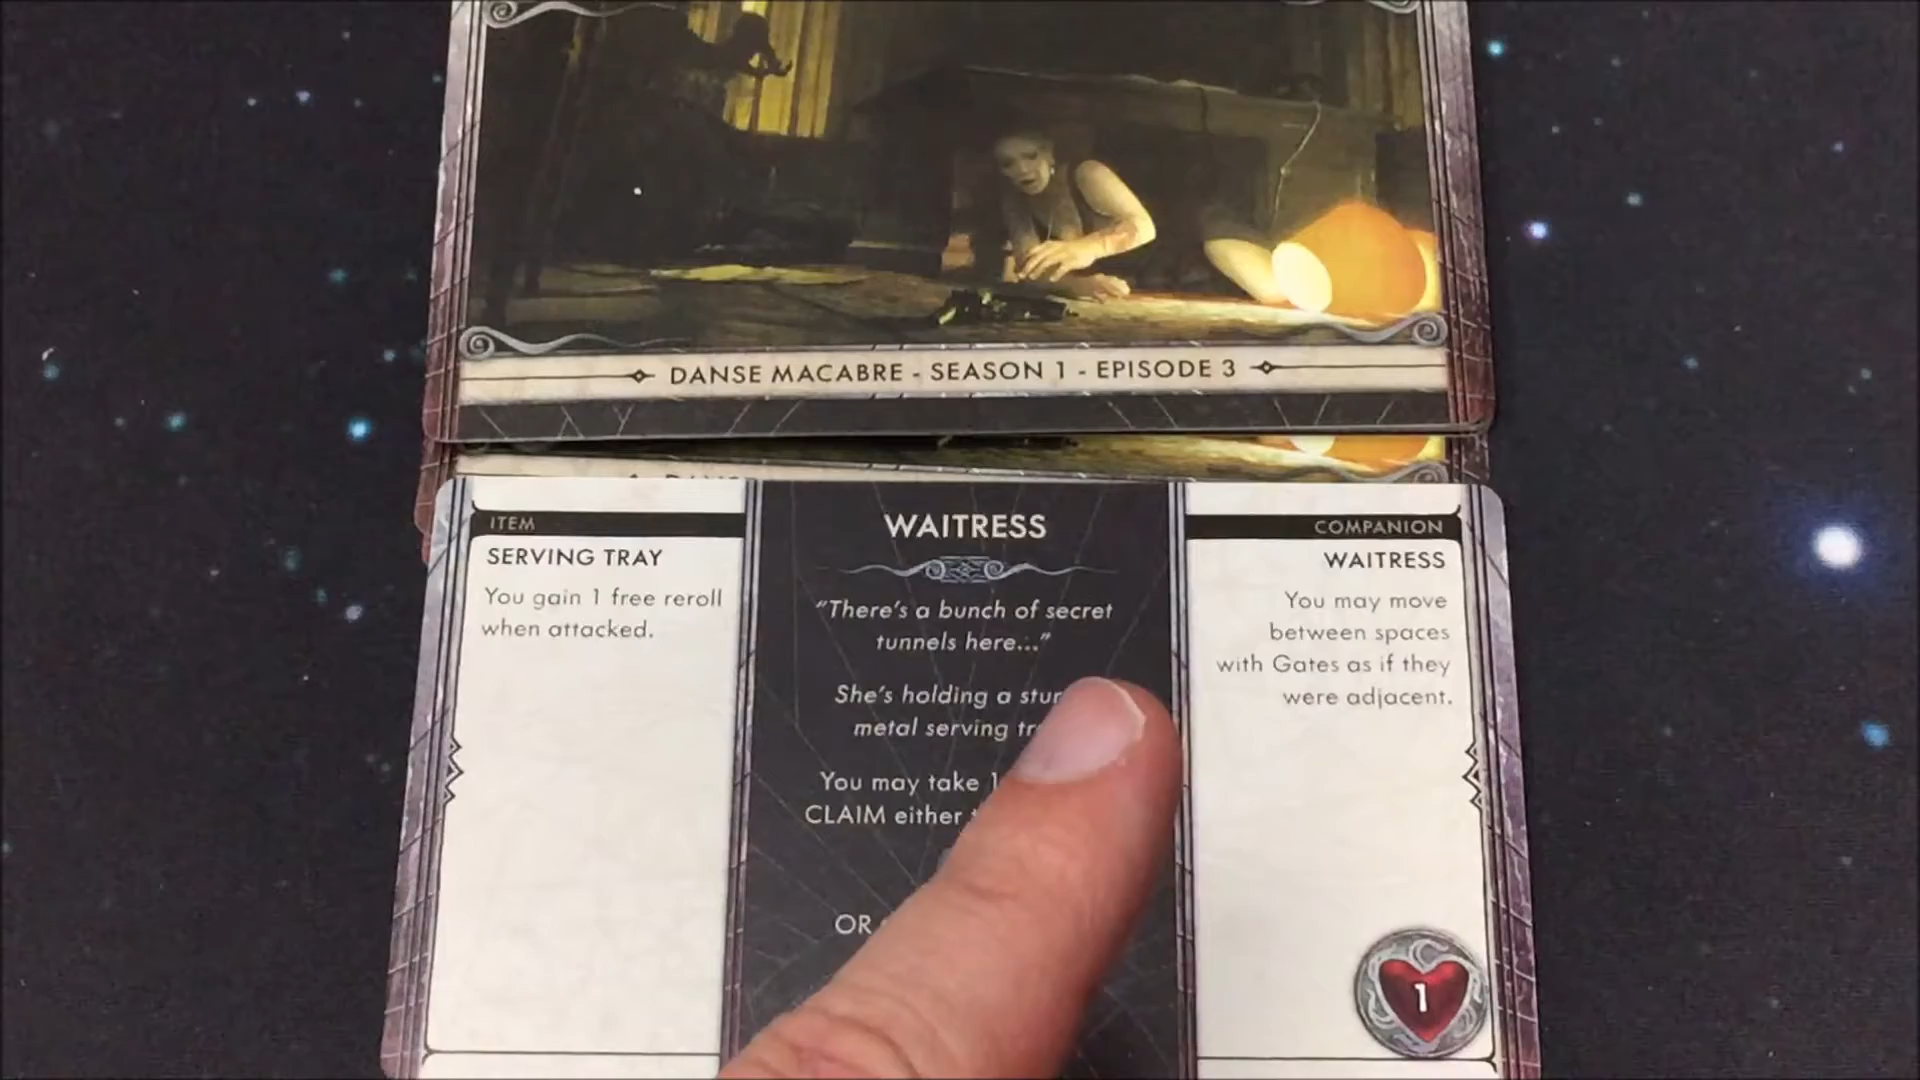 DANSE MACABRE - SEASON 1 - EPISODE 3
ITEM
SERVING TRAY
You gain 1 free reroll
when attacked.
WAITRESS
"There's a bunch of secret
tunnels here..."
She's holding a
metal serving
You may take 1
CLAIM either
OR
COMPANION
WAITRESS
You may move
between spaces
with Gates as if they
were adjacent.
1